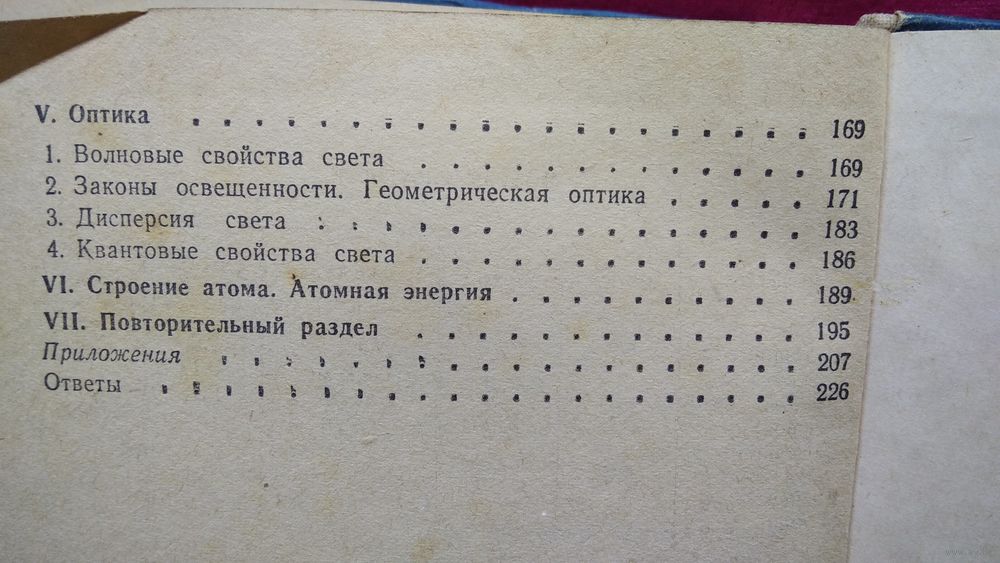 V. Оптика . . . . . . . . . . . . . . . . . . . . 169
1. Волновые свойства света . . . . . . . . . . . . . 169
2. Законы освещенности. Геометрическая оптика . . . . . 171
3. Дисперсия света . . . . . . . . . . . . . . . . 183
4. Квантовые свойства света . . . . . . . . . . . . 186
VI. Строение атома. Атомная энергия . . . . . . . . . . 189
VII. Повторительный раздел . . . . . . . . . . . . . 195
Приложения . . . . . . . . . . . . . . . . . . . 207
Ответы . . . . . . . . . . . . . . . . . . . . . 226